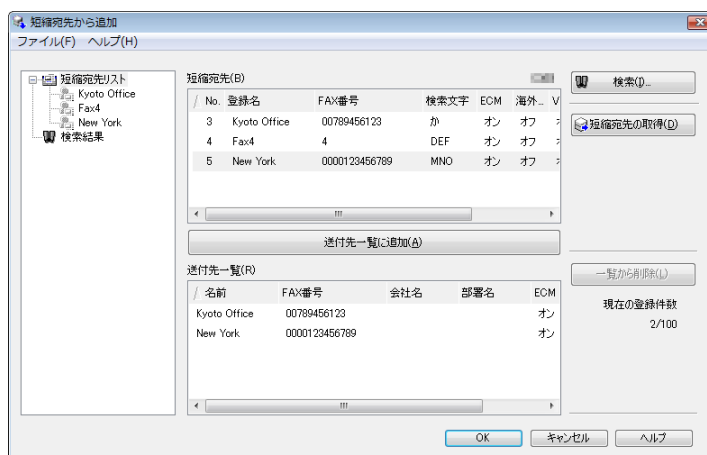 短縮宛先から追加
ファイル(F) ヘルプ(H)
短縮宛先リスト
Kyoto Office
Fax4
New York
検索結果
短縮宛先(B)
No. 登録名 FAX番号 検索文字 ECM 海外... V
3 Kyoto Office 00789456123 か オン オフ
4 Fax4 4 DEF オン オフ
5 New York 0000123456789 MNO オン オフ
送付先一覧に追加(A)
送付先一覧(R)
名前 FAX番号 会社名 部署名 ECM
Kyoto Office 00789456123 オン
New York 0000123456789 オン
検索(I)...
短縮宛先の取得(D)
一覧から削除(L)
現在の登録件数
2/100
OK キャンセル ヘルプ